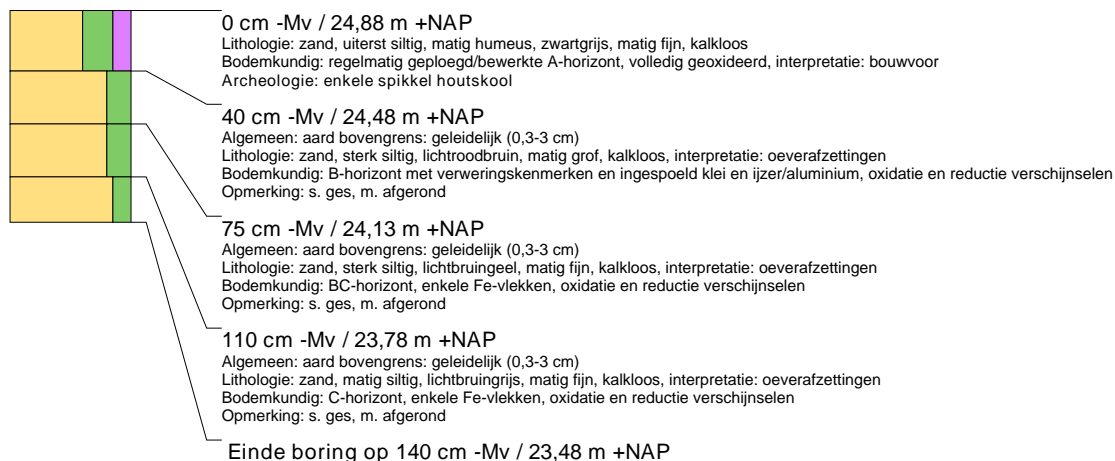 0 cm -Mv / 24,88 m +NAP
Lithologie: zand, uiterst siltig, matig humeus, zwartgrijs, matig fijn, kalkloos
Bodemkundig: regelmatig geploegd/bewerkte A-horizont, volledig geoxideerd, interpretatie: bouwvoor
Archeologie: enkele spikkel houtskool
40 cm -Mv / 24,48 m +NAP
Algemeen: aard bovengrens: geleidelijk (0,3-3 cm)
Lithologie: zand, sterk siltig, lichtroodbruin, matig grof, kalkloos, interpretatie: oeverafzettingen
Bodemkundig: B-horizont met verweringskenmerken en ingespoeld klei en ijzer/aluminium, oxidatie en reductie verschijnselen
Opmerking: s. ges, m. afgerond
75 cm -Mv / 24,13 m +NAP
Algemeen: aard bovengrens: geleidelijk (0,3-3 cm)
Lithologie: zand, sterk siltig, lichtbruingeel, matig fijn, kalkloos, interpretatie: oeverafzettingen
Bodemkundig: BC-horizont, enkele Fe-vlekken, oxidatie en reductie verschijnselen
Opmerking: s. ges, m. afgerond
110 cm -Mv / 23,78 m +NAP
Algemeen: aard bovengrens: geleidelijk (0,3-3 cm)
Lithologie: zand, matig siltig, lichtbruingrijs, matig fijn, kalkloos, interpretatie: oeverafzettingen
Bodemkundig: C-horizont, enkele Fe-vlekken, oxidatie en reductie verschijnselen
Opmerking: s. ges, m. afgerond
Einde boring op 140 cm -Mv / 23,48 m +NAP